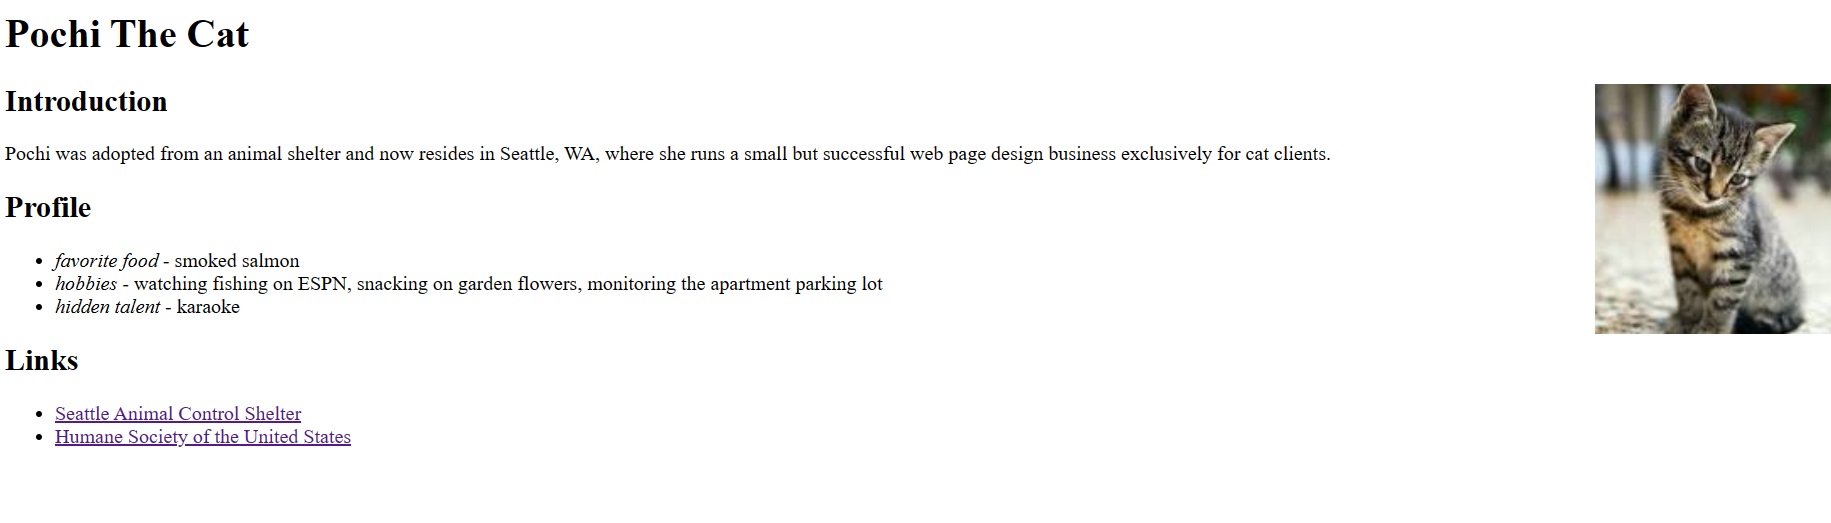 Pochi The Cat
Introduction
Pochi was adopted from an animal shelter and now resides in Seattle, WA, where she runs a small but successful web page design business exclusively for cat clients.
Profile
• favorite food - smoked salmon
• hobbies - watching fishing on ESPN, snacking on garden flowers, monitoring the apartment parking lot
• hidden talent - karaoke
Links
• Seattle Animal Control Shelter
• Humane Society of the United States